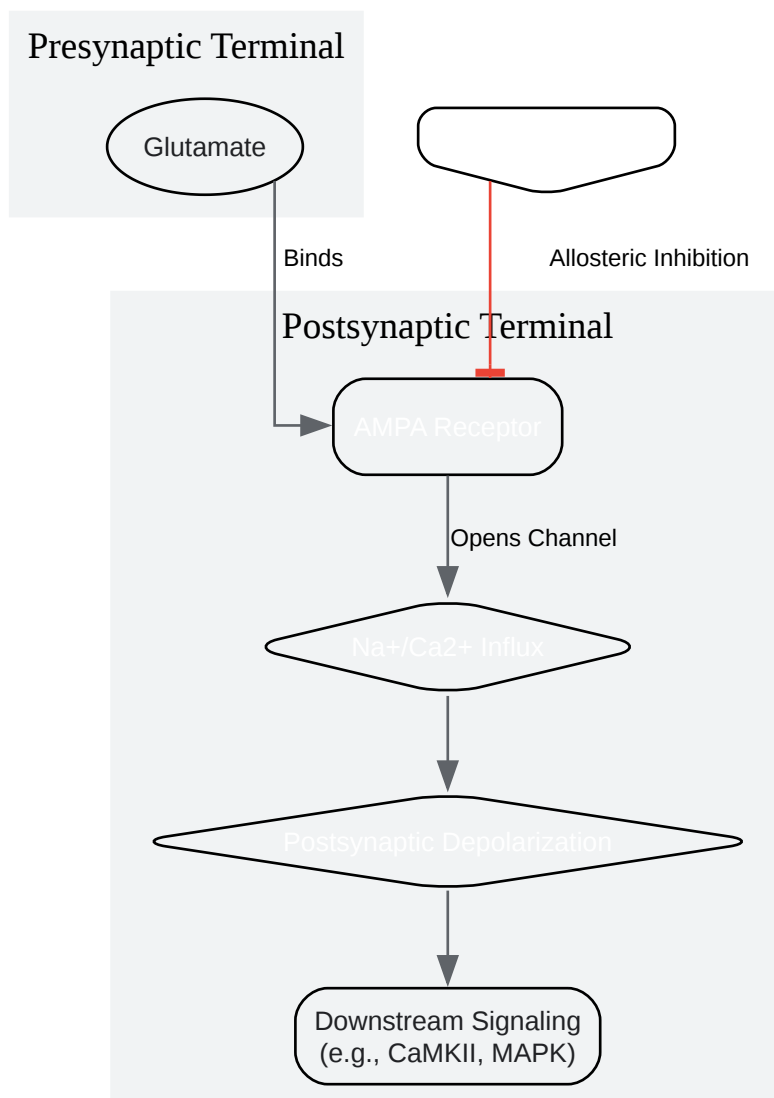 Presynaptic Terminal
Glutamate
Binds
Allosteric Inhibition
Postsynaptic Terminal
AMPA Receptor
Opens Channel
Na+/Ca2+ Influx
Postsynaptic Depolarization
Downstream Signaling
(e.g., CaMKII, MAPK)